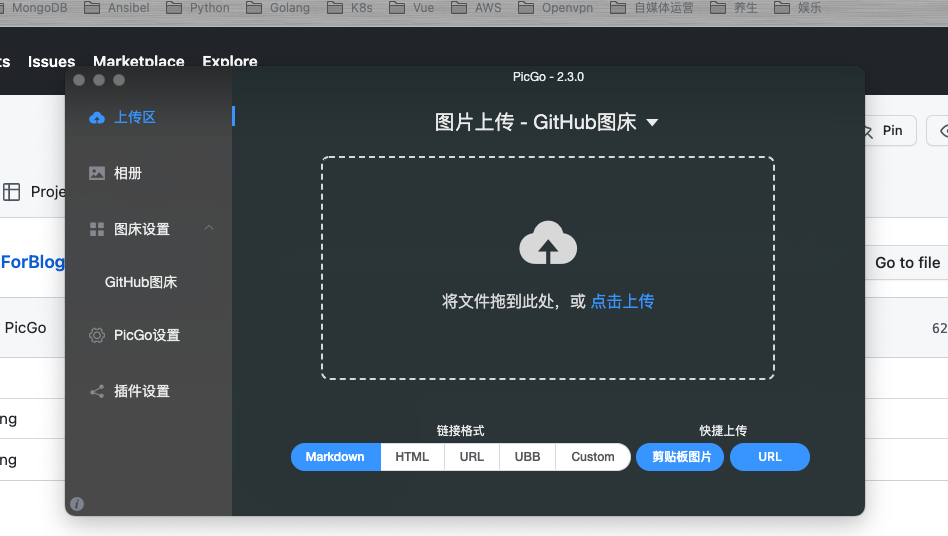 MongoDB Ansibel Python Golang K8s Vue AWS Openvpn 自媒体运营 养生 娱乐
ts Issues Marketplace Explore
PicGo - 2.3.0
上传区
图片上传 - GitHub图床
Pin
相册
Proje
图床设置
ForBlog
Go to file
GitHub图床
将文件拖到此处，或 点击上传
PicGo
PicGo设置
62
插件设置
ng
链接格式 快捷上传
ng
Markdown HTML URL UBB Custom 剪贴板图片 URL